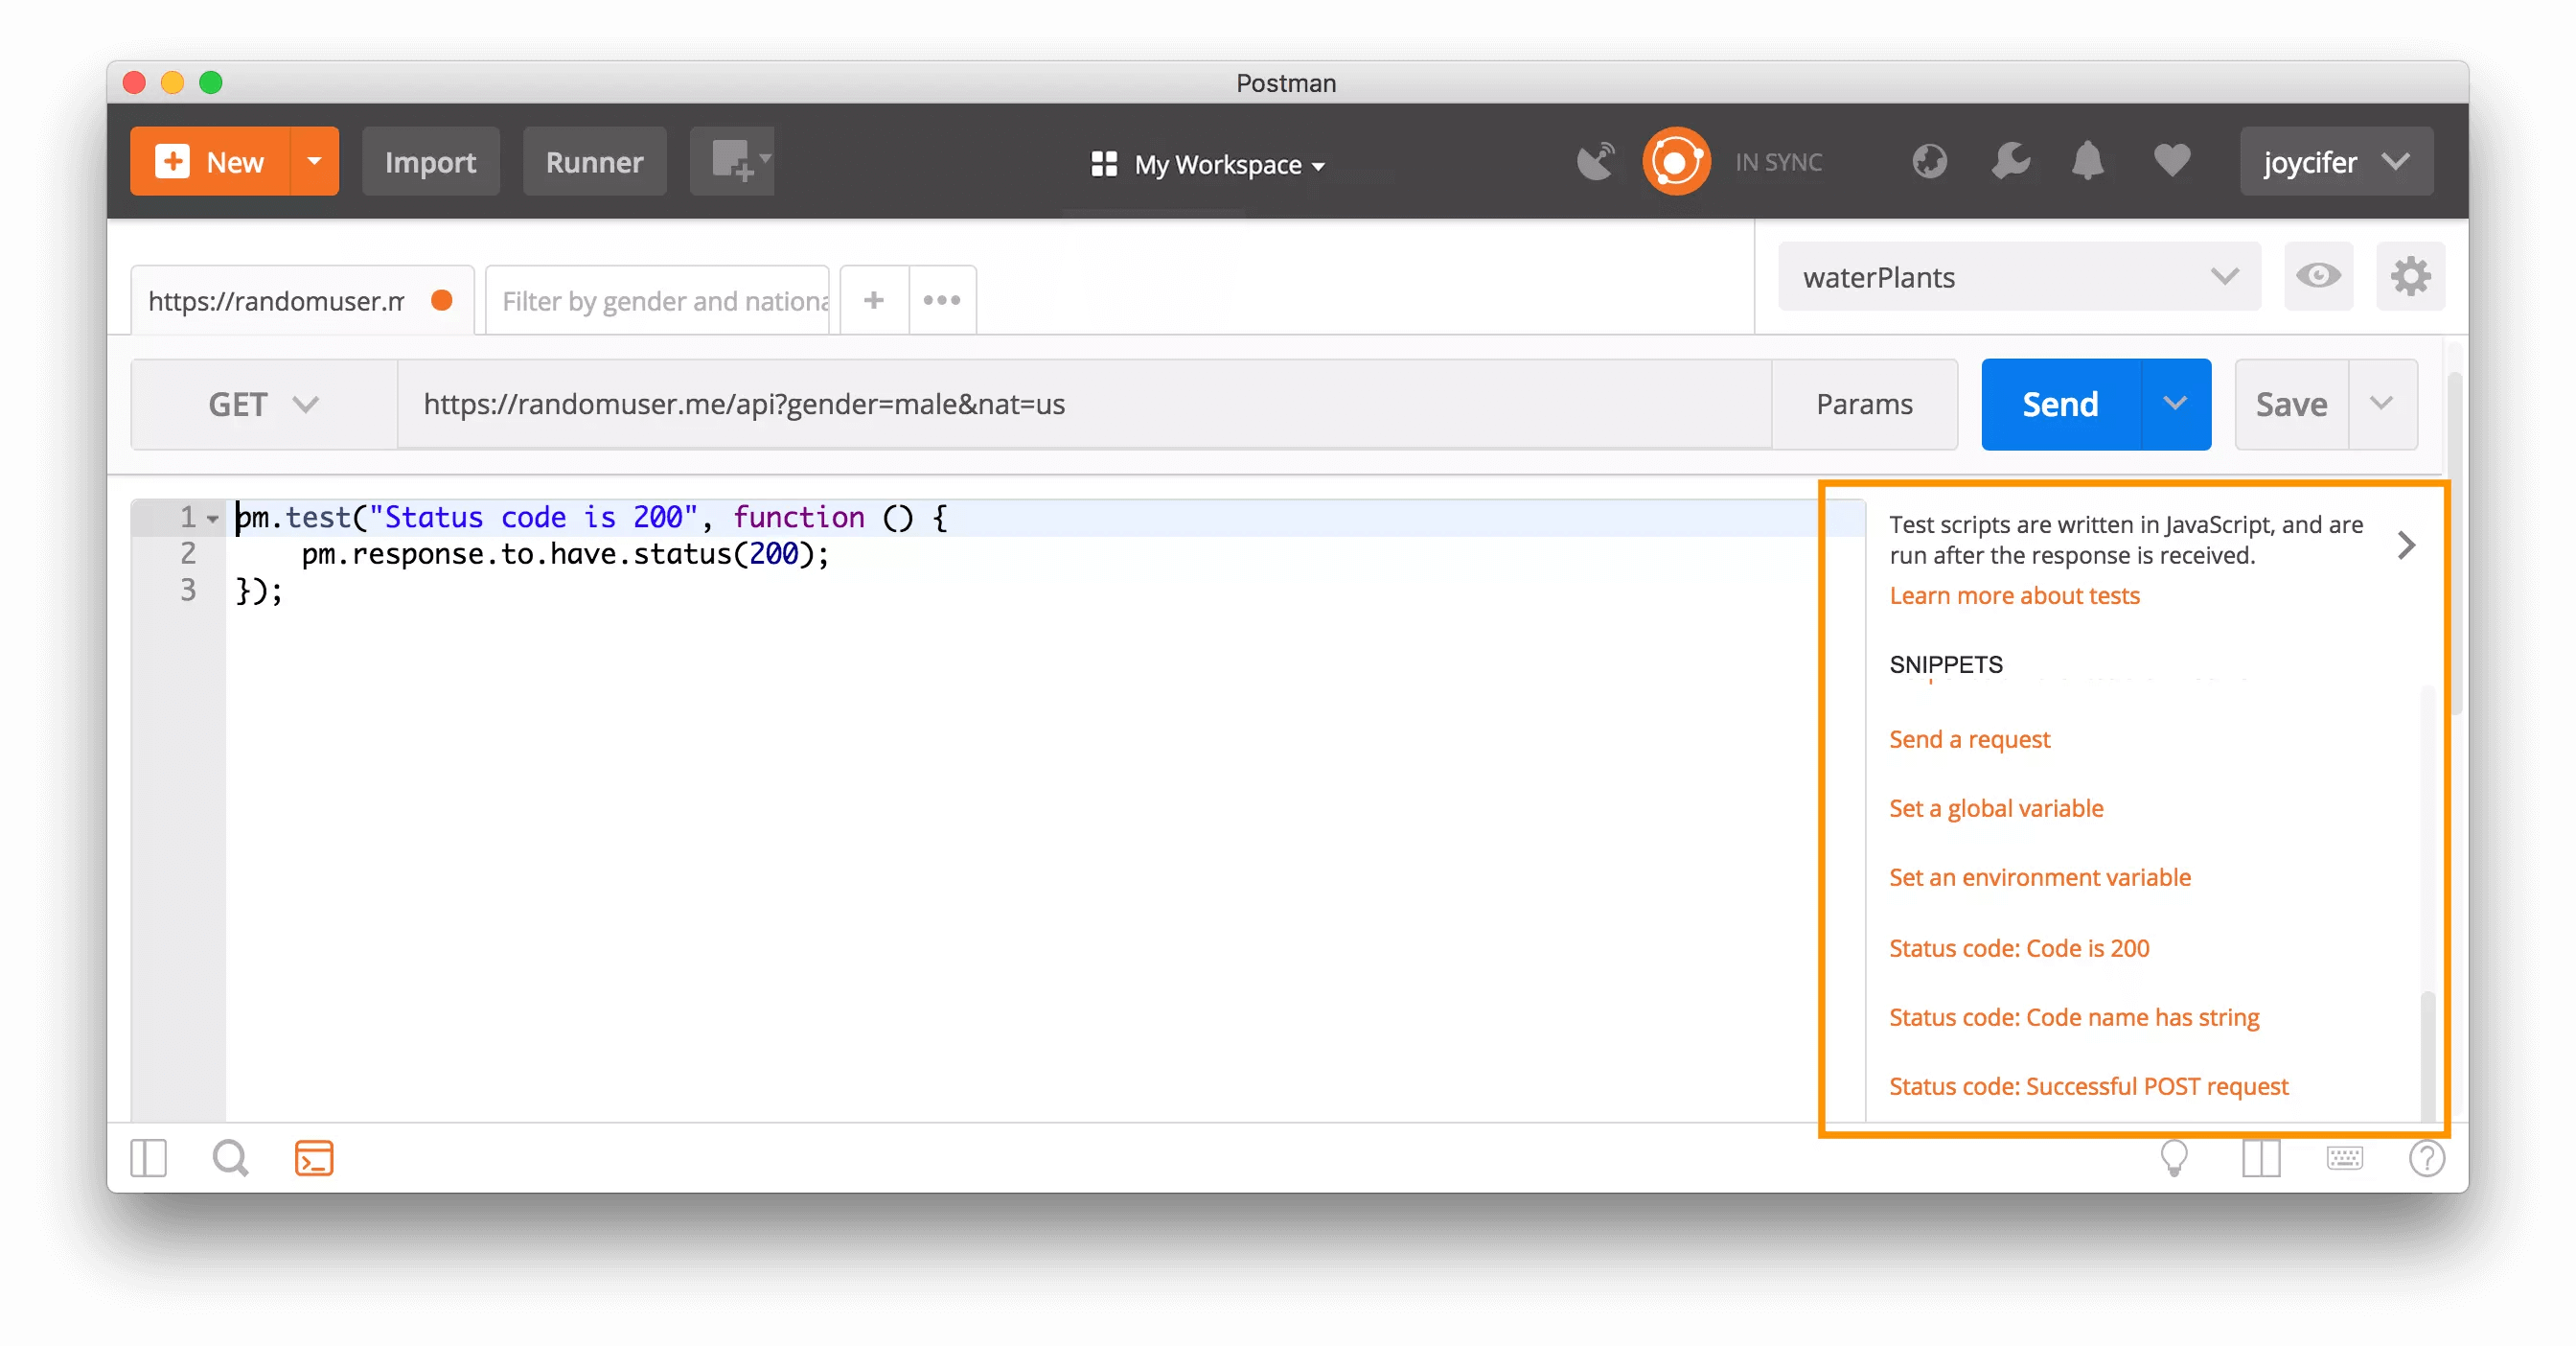 Postman
New
Import
Runner
My Workspace
IN SYNC
joycifer
https://randomuser.m
Filter by gender and nationa
waterPlants
GET
https://randomuser.me/api?gender=male&nat=us
Params
Send
Save
1 pm.test("Status code is 200", function () {
2 pm.response.to.have.status(200);
3 });
Test scripts are written in JavaScript, and are
run after the response is received.
Learn more about tests
SNIPPETS
Send a request
Set a global variable
Set an environment variable
Status code: Code is 200
Status code: Code name has string
Status code: Successful POST request